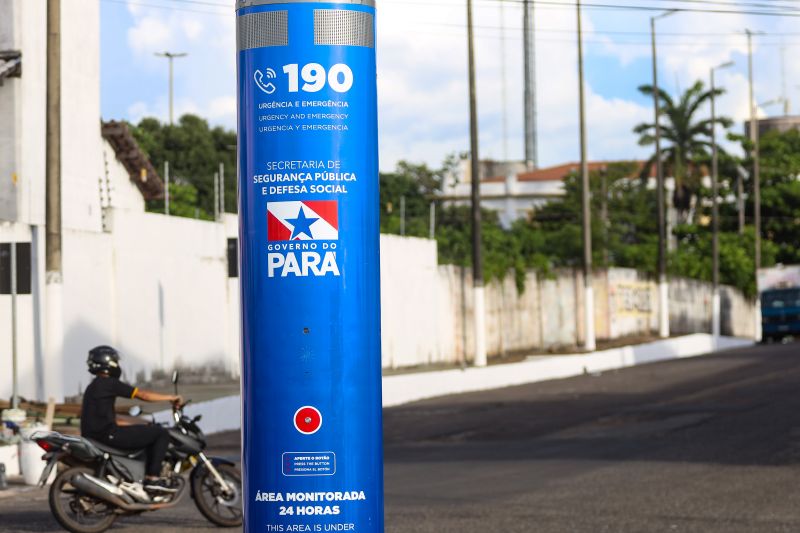 190
URGÊNCIA E EMERGÊNCIA
URGENCY AND EMERGENCY
URGENCIA Y EMERGENCIA
SECRETARIA DE
SEGURANÇA PÚBLICA
E DEFESA SOCIAL
GOVERNO DO
PARÁ
APERTE O BOTÃO
PRESS THE BUTTON
PRESIONA EL BOTÓN
ÁREA MONITORADA
24 HORAS
THIS AREA IS UNDER